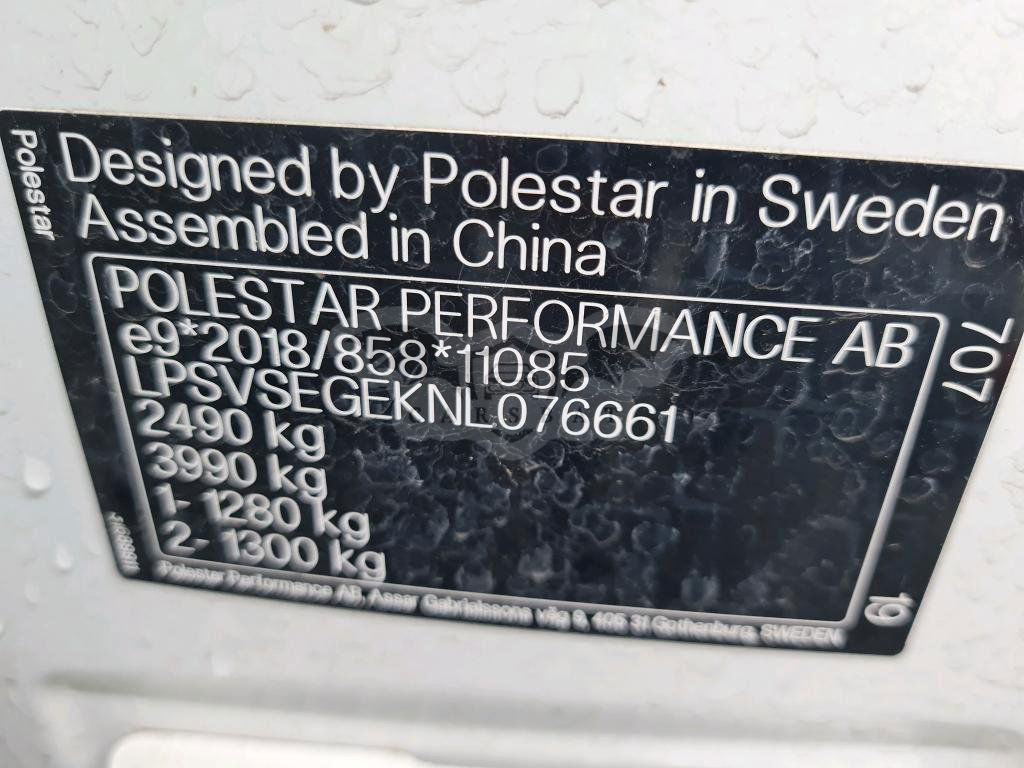 Polestar
Designed by Polestar in Sweden
Assembled in China
POLESTAR PERFORMANCE AB
e9*2018/858*11085
LPSVSEGEKNL076661
2490 kg
3990 kg
1- 1280 kg
2- 1300 kg
707
19
Polestar Performance AB, Assar Gabrielssons väg 9, 405 31 Gothenburg, SWEDEN